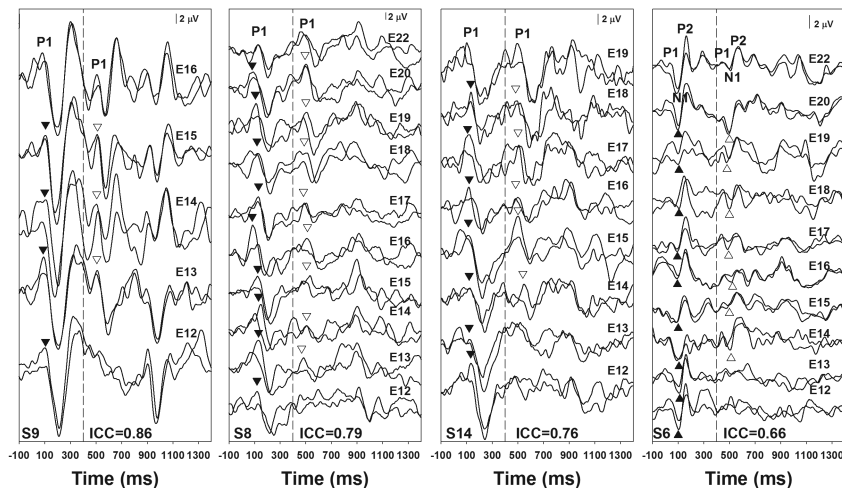 2 µV
P1
P1
E16
E15
E14
E13
E12
S9 ICC=0.86
-100 100 300 500 700 900 1100 1300
Time (ms)
2 µV
P1 P1
E22
E20
E19
E18
E17
E16
E15
E14
E13
E12
S8 ICC=0.79
-100 100 300 500 700 900 1100 1300
Time (ms)
2 µV
P1 P1
E19
E18
E17
E16
E15
E14
E13
E12
S14 ICC=0.76
-100 100 300 500 700 900 1100 1300
Time (ms)
2 µV
P2
P1 P1 P2
E22
N1 N1
E20
E19
E18
E17
E16
E15
E14
E13
E12
S6 ICC=0.66
-100 100 300 500 700 900 1100 1300
Time (ms)